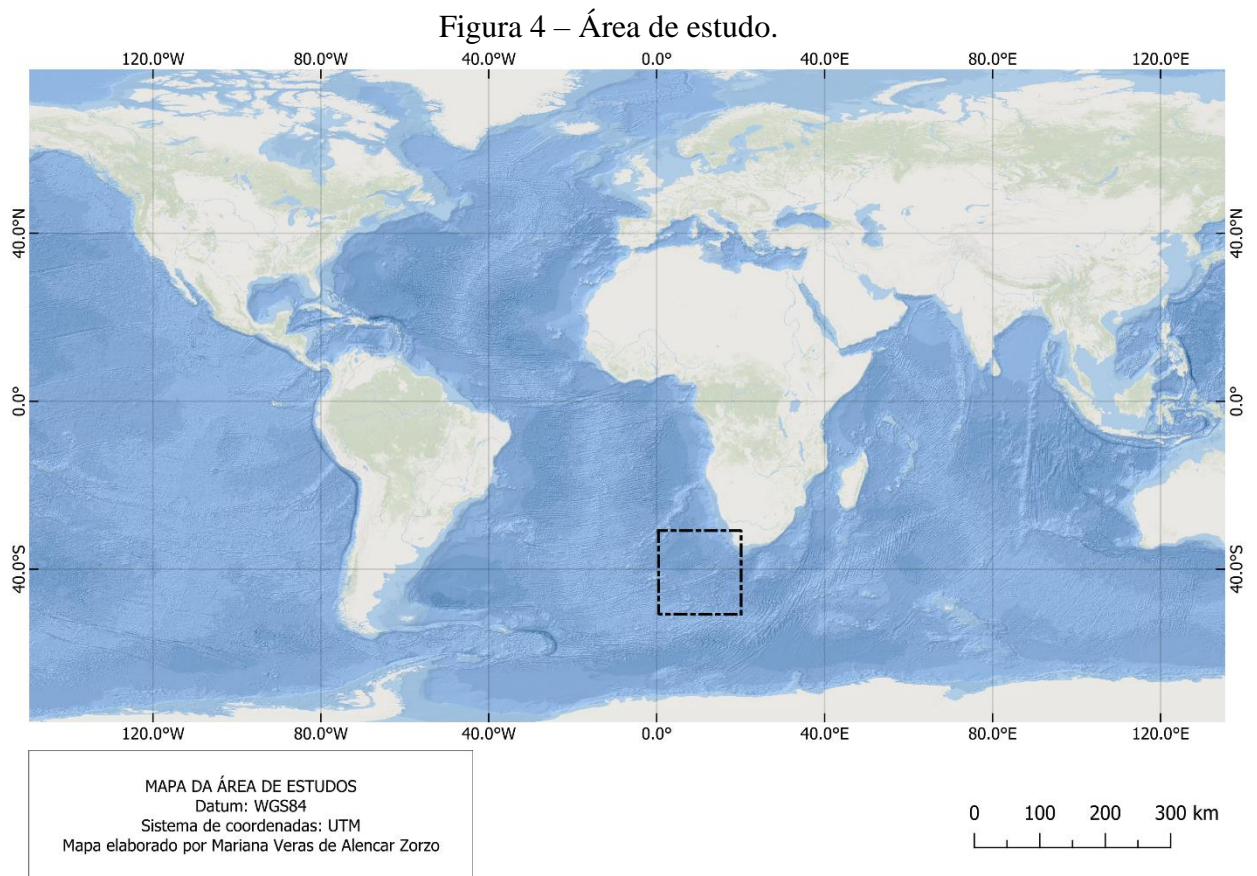 Figura 4 – Área de estudo.
120.0°W 80.0°W 40.0°W 0.0° 40.0°E 80.0°E 120.0°E
40.0°N 40.0°N
0.0° 0.0°
40.0°S 40.0°S
120.0°W 80.0°W 40.0°W 0.0° 40.0°E 80.0°E 120.0°E
MAPA DA ÁREA DE ESTUDOS
Datum: WGS84
Sistema de coordenadas: UTM
Mapa elaborado por Mariana Veras de Alencar Zorzo
0 100 200 300 km